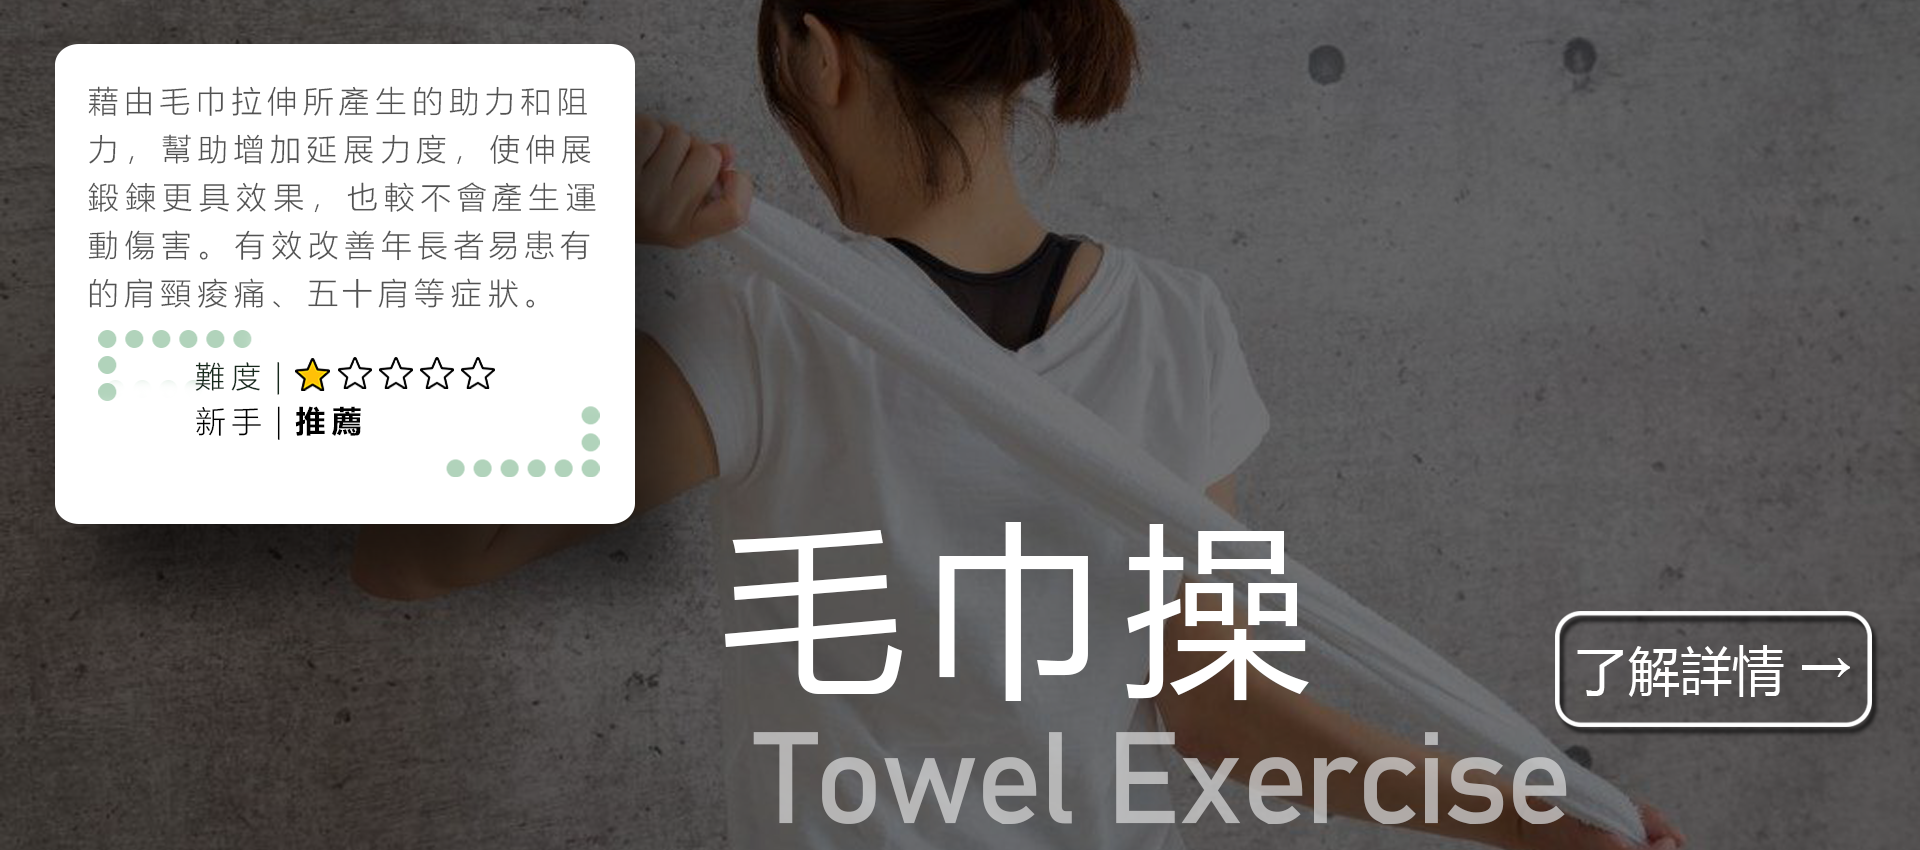 藉由毛巾拉伸所產生的助力和阻
力，幫助增加延展力度，使伸展
鍛鍊更具效果，也較不會產生運
動傷害。有效改善年長者易患有
的肩頸痠痛、五十肩等症狀。
難度｜★☆☆☆☆
新手｜推薦
毛巾操
Towel Exercise
了解詳情 →